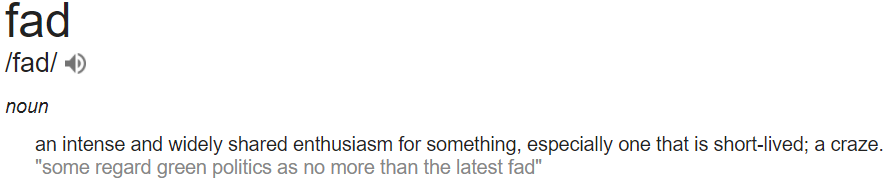 fad
/fad/
noun
an intense and widely shared enthusiasm for something, especially one that is short-lived; a craze.
"some regard green politics as no more than the latest fad"